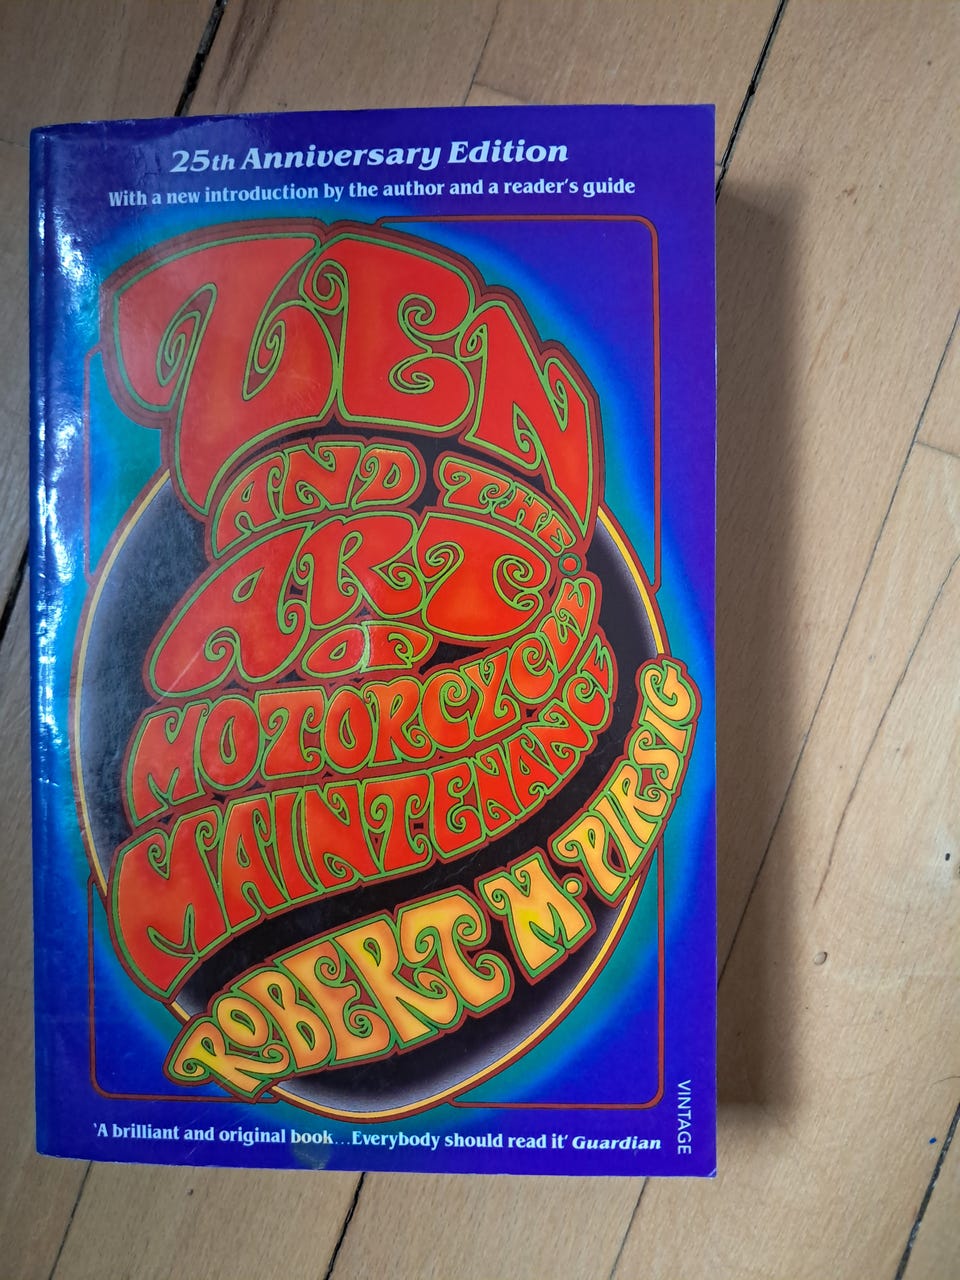 25th Anniversary Edition
With a new introduction by the author and a reader's guide
ZEN
AND THE
ART
OF
MOTORCYCLE
MAINTENANCE
ROBERT M. PIRSIG
'A brilliant and original book...Everybody should read it' Guardian
VINTAGE